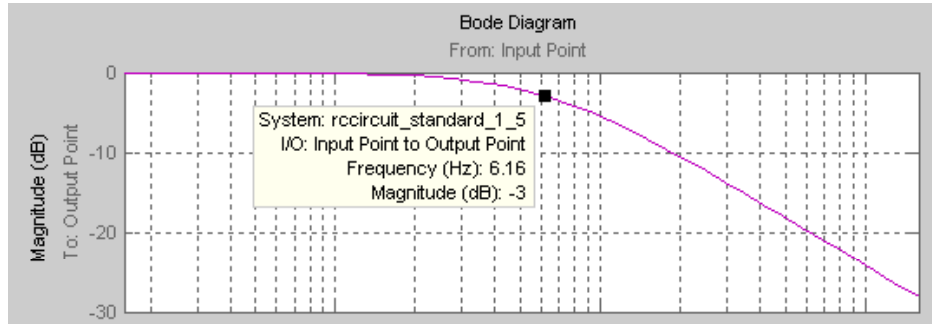 Bode Diagram
From: Input Point
Magnitude (dB)
To: Output Point
0
-10
-20
-30
System: rccircuit_standard_1_5
I/O: Input Point to Output Point
Frequency (Hz): 6.16
Magnitude (dB): -3